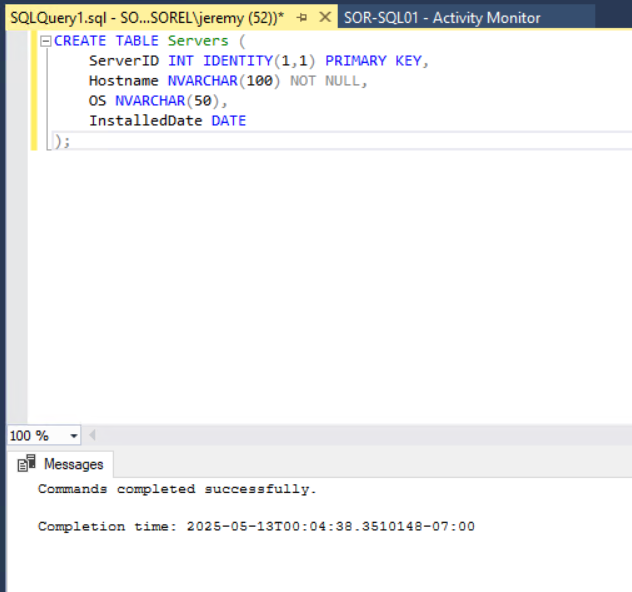 SQLQuery1.sql - SO...SOREL\jeremy (52))* SOR-SQL01 - Activity Monitor
CREATE TABLE Servers (
    ServerID INT IDENTITY(1,1) PRIMARY KEY,
    Hostname NVARCHAR(100) NOT NULL,
    OS NVARCHAR(50),
    InstalledDate DATE
);
100 %
Messages
Commands completed successfully.
Completion time: 2025-05-13T00:04:38.3510148-07:00